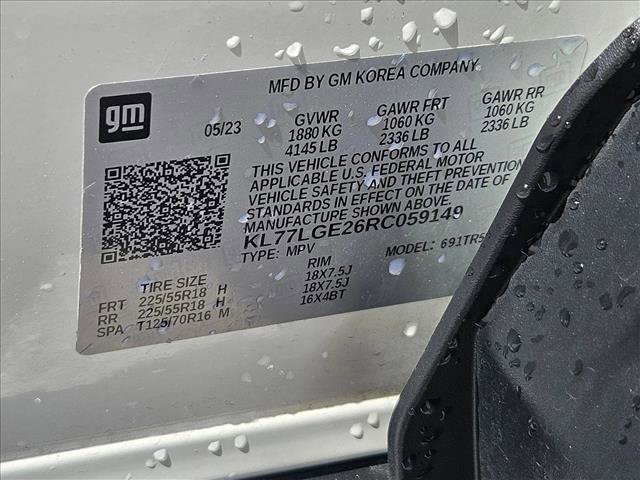 MFD BY GM KOREA COMPANY
gm
05/23 GVWR GAWR FRT GAWR RR
1880 KG 1060 KG 1060 KG
4145 LB 2336 LB 2336 LB
THIS VEHICLE CONFORMS TO ALL
APPLICABLE U.S. FEDERAL MOTOR
VEHICLE SAFETY AND THEFT PREVENTION
STANDARDS IN EFFECT ON THE DATE OF
MANUFACTURE SHOWN ABOVE.
KL77LGE26RC059149
TYPE: MPV MODEL: 691TR5
TIRE SIZE RIM
FRT 225/55R18 H 18X7.5J
RR 225/55R18 H 18X7.5J
SPA T125/70R16 M 16X4BT